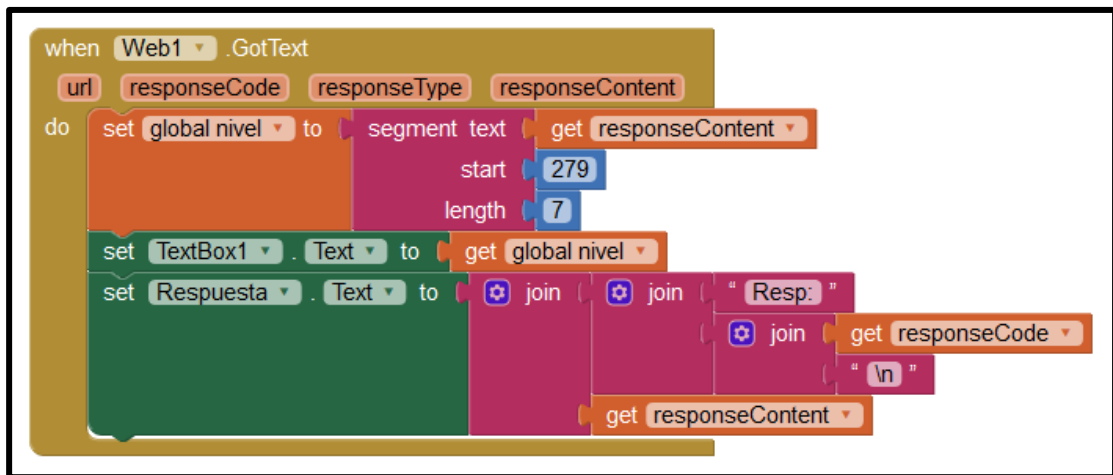 when Web1 .GotText
url responseCode responseType responseContent
do set global nivel to segment text get responseContent
start 279
length 7
set TextBox1 . Text to get global nivel
set Respuesta . Text to join join “ Resp: ”
join get responseCode
“ \n ”
get responseContent